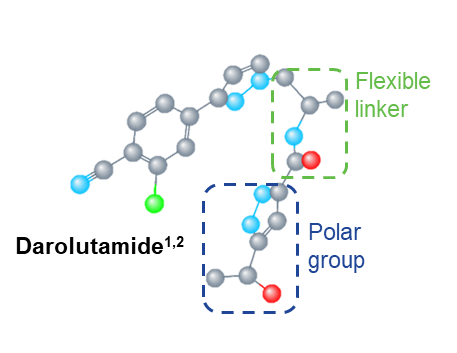 Flexible
linker
Darolutamide1,2
Polar
group